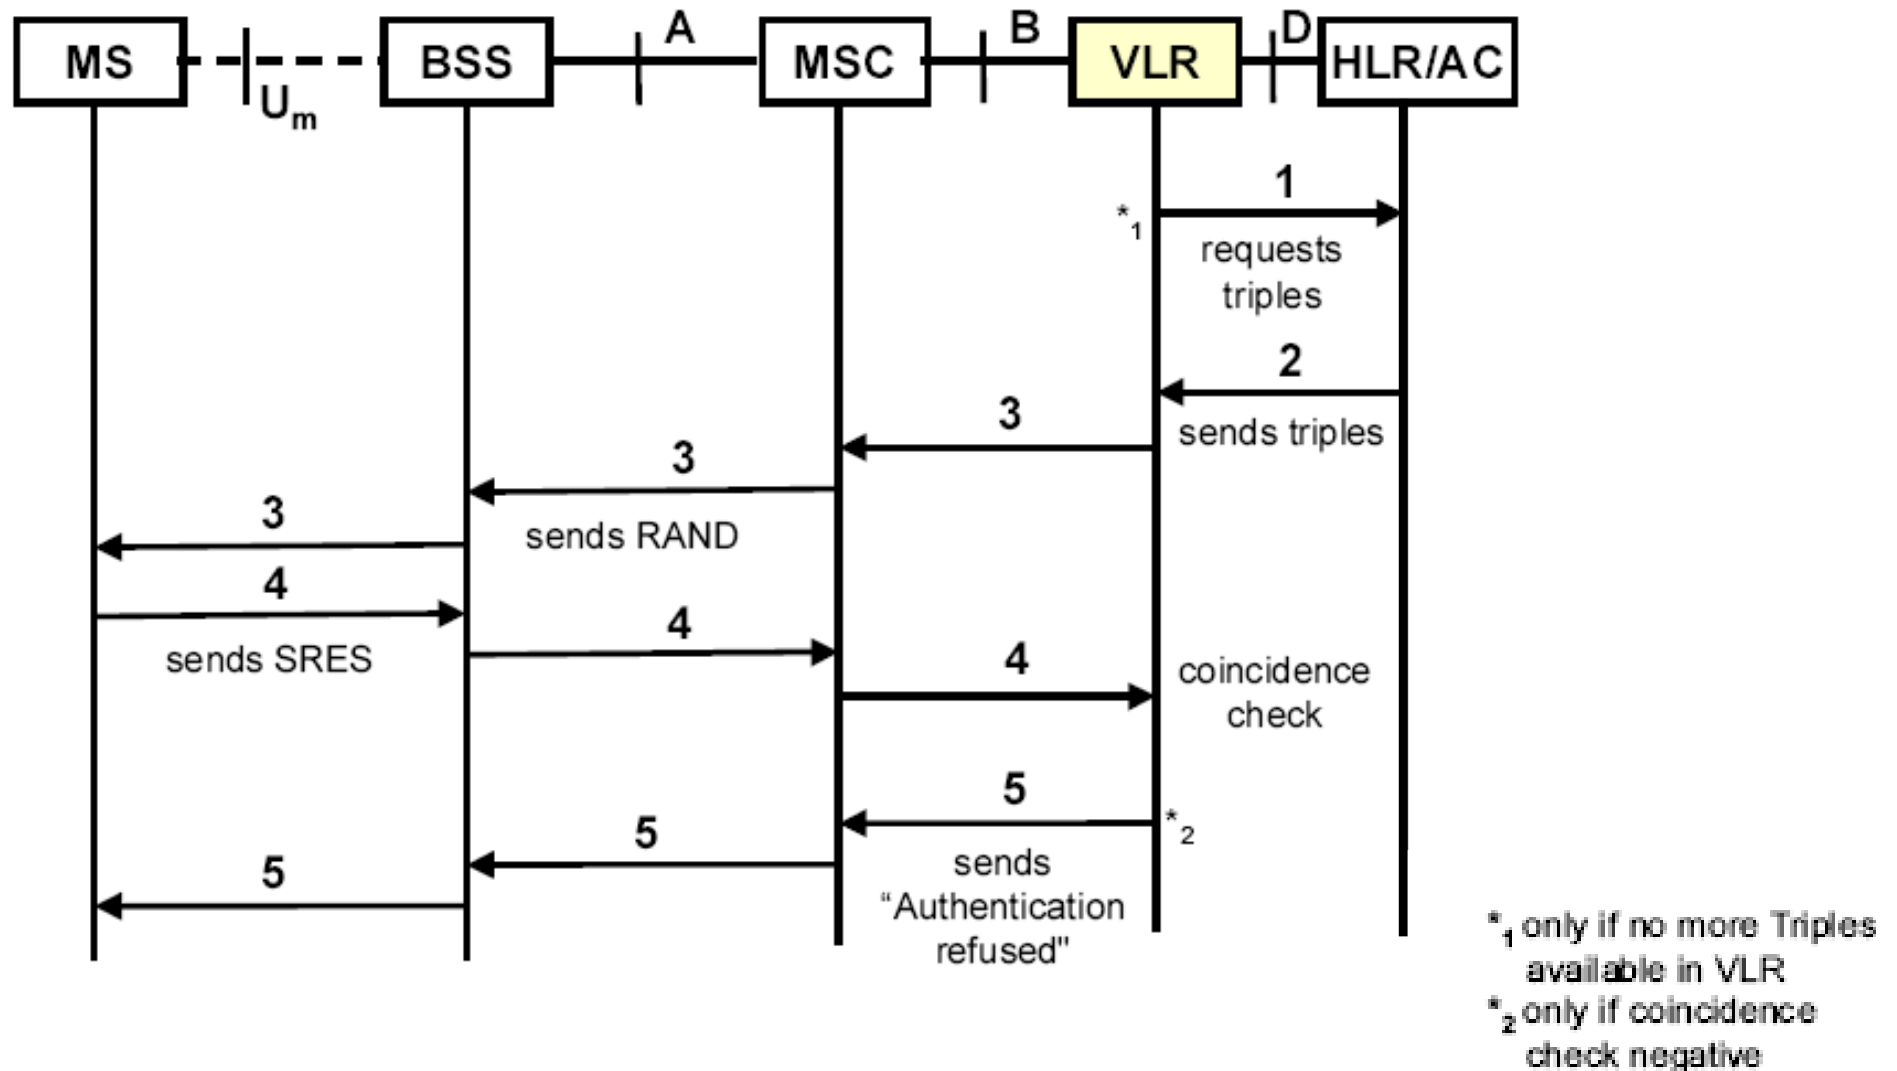 MS
BSS
A
MSC
B
VLR
D
HLR/AC
Um
1
*1
requests
triples
2
sends triples
3
3
sends RAND
3
4
sends SRES
4
4
coincidence
check
5
*2
sends
“Authentication
refused"
5
5
*1 only if no more Triples
available in VLR
*2 only if coincidence
check negative